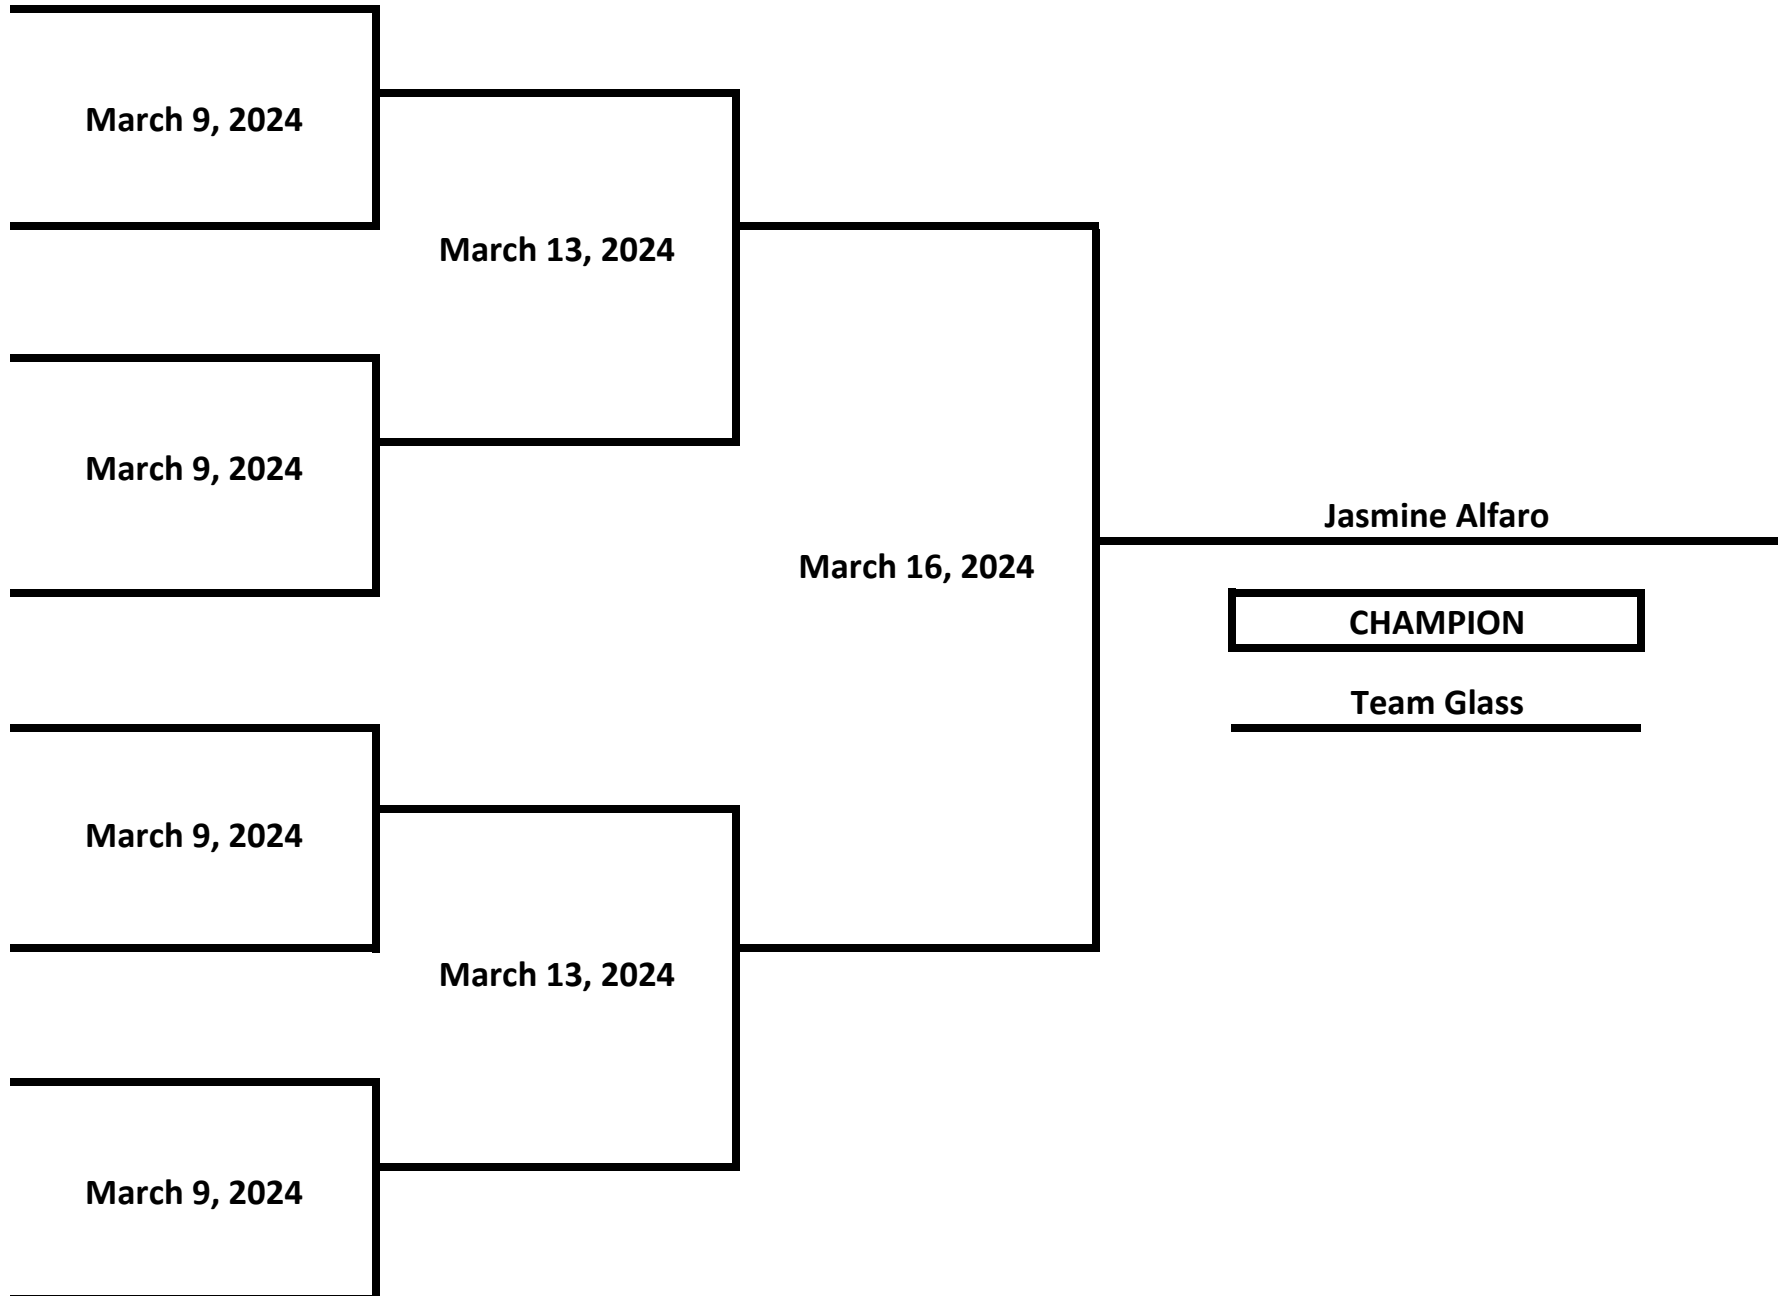 March 9, 2024
March 13, 2024
March 9, 2024
Jasmine Alfaro
March 16, 2024
CHAMPION
Team Glass
March 9, 2024
March 13, 2024
March 9, 2024